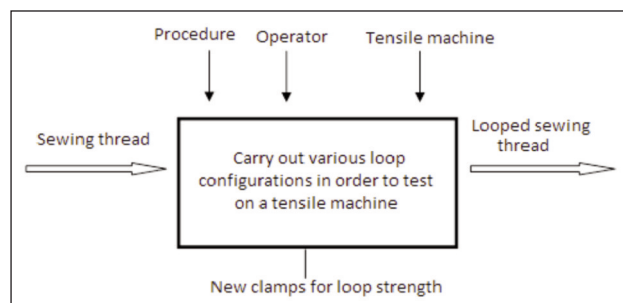 Procedure Operator Tensile machine
Sewing thread
Looped sewing
thread
Carry out various loop
configurations in order to test
on a tensile machine
New clamps for loop strength